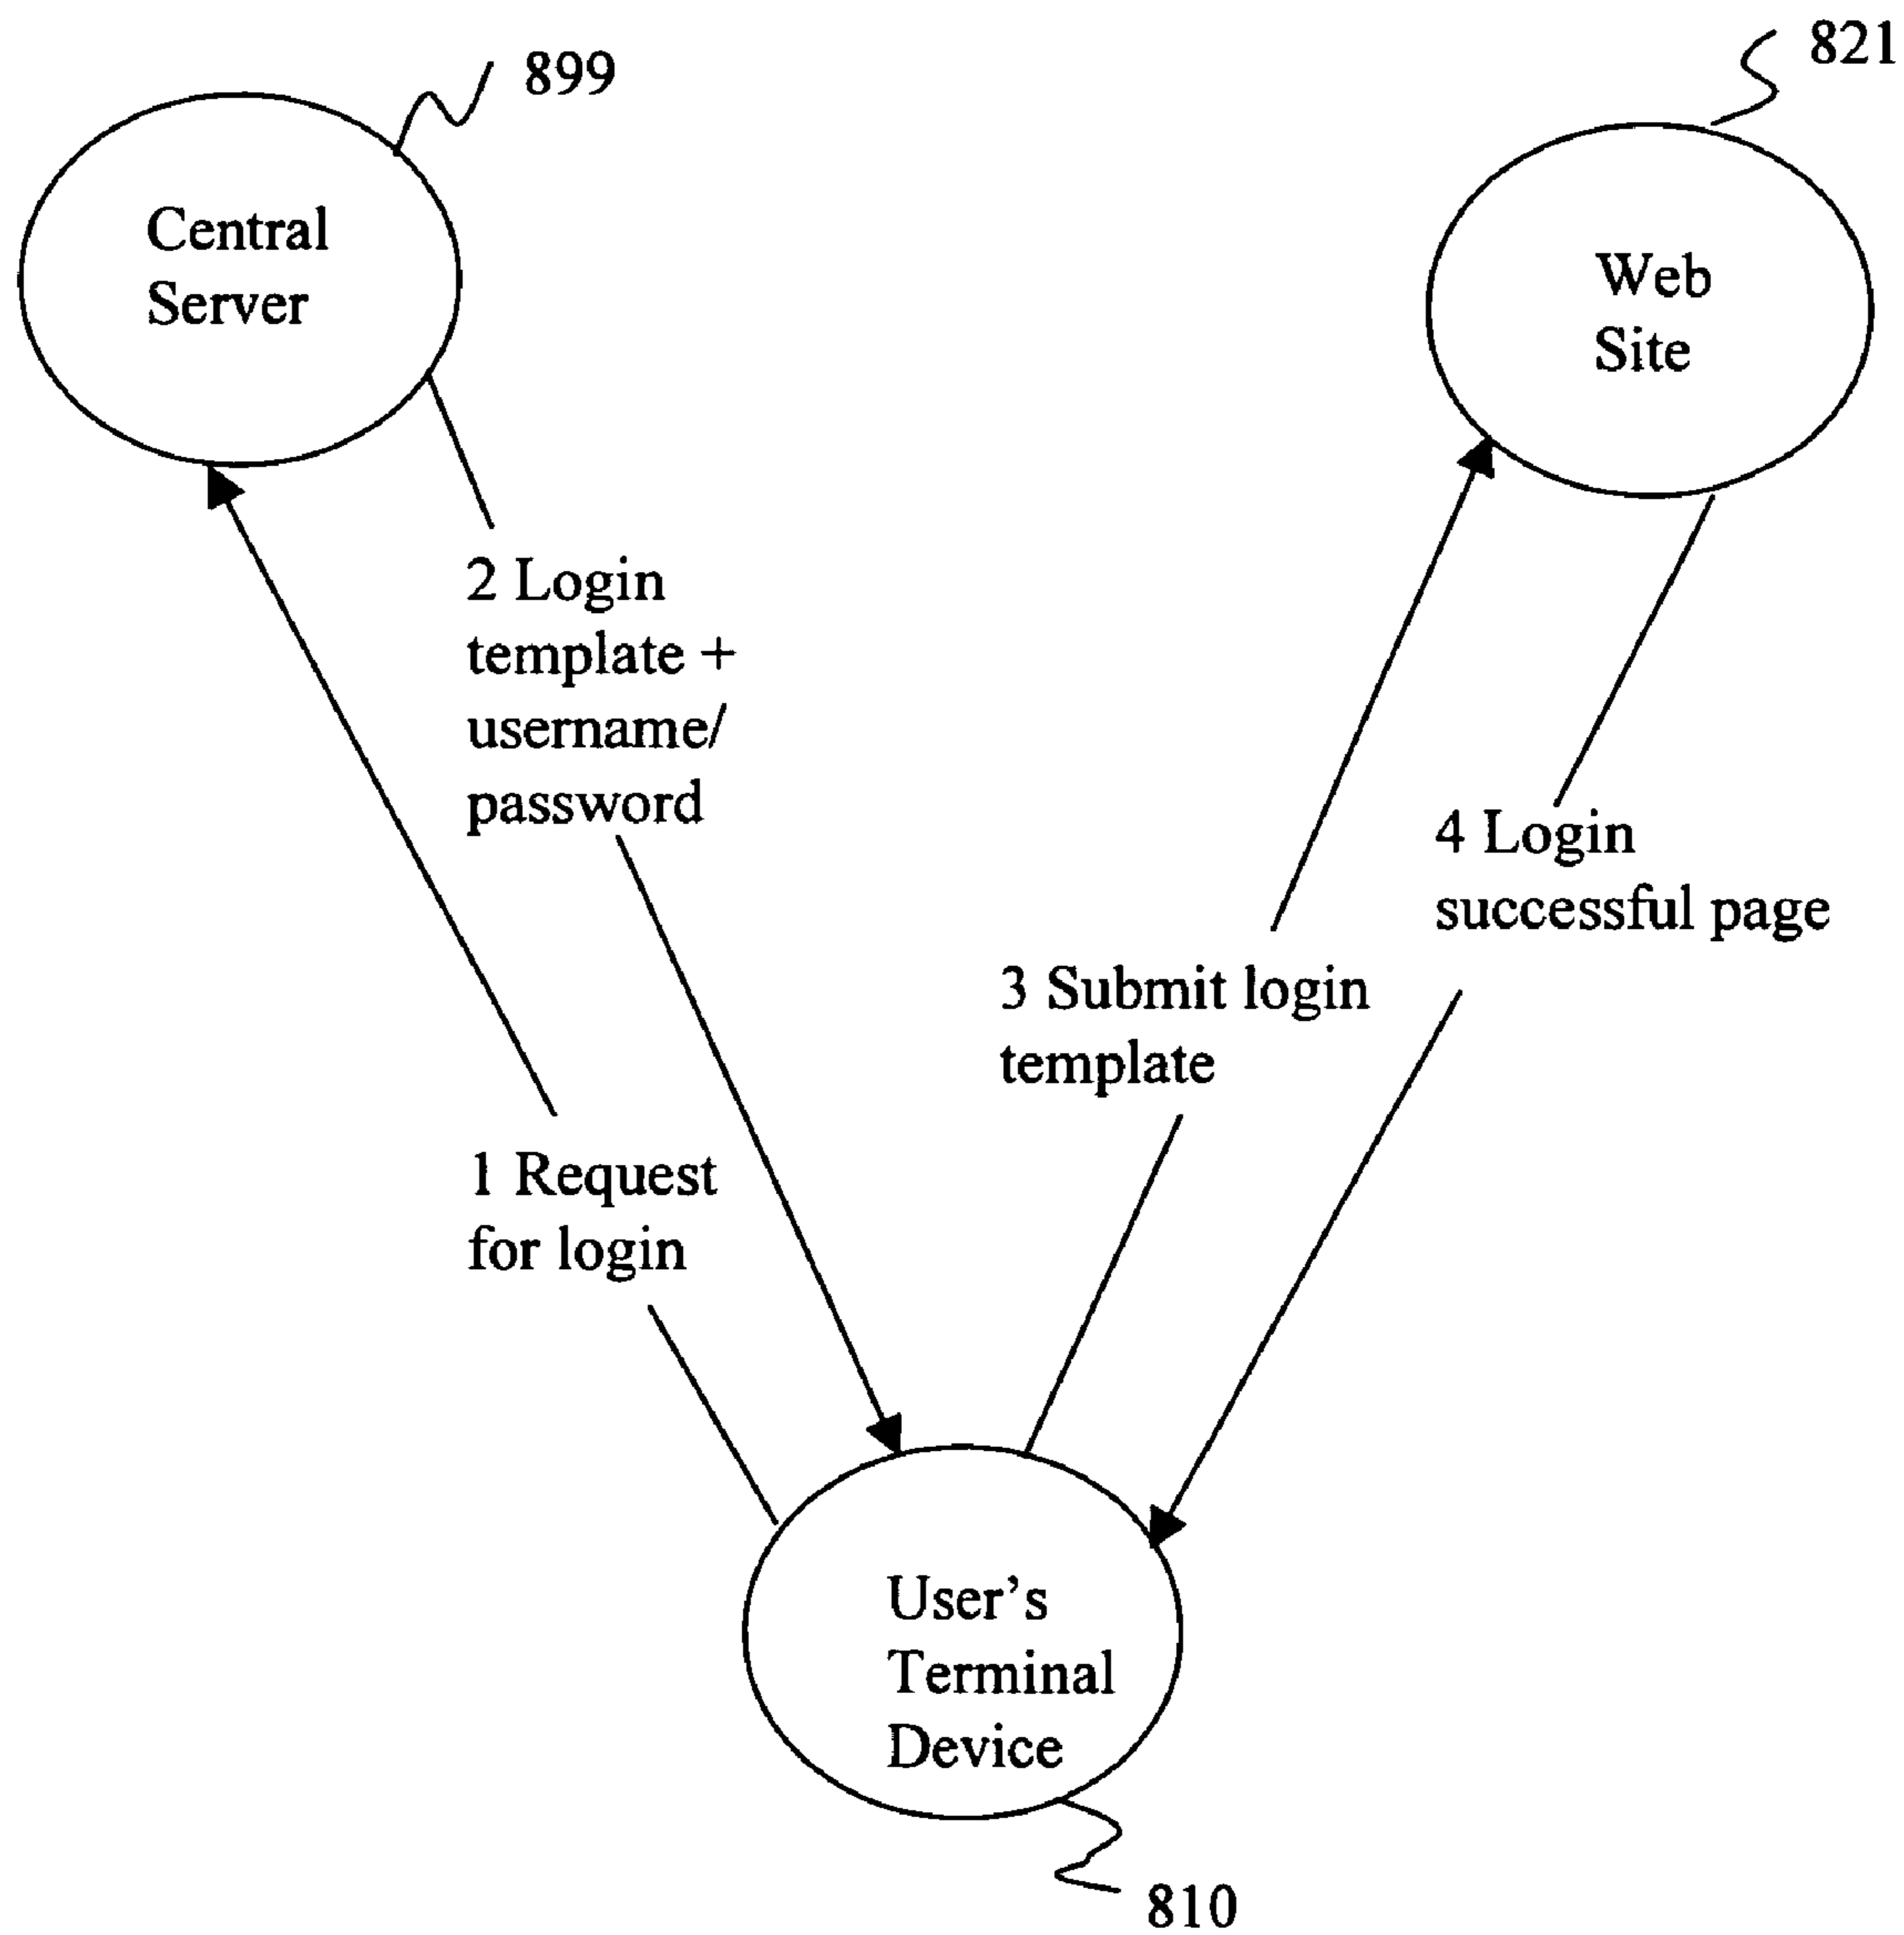 899
821
Central
Server
Web
Site
2 Login
template +
username/
password
4 Login
successful page
3 Submit login
template
1 Request
for login
User's
Terminal
Device
810